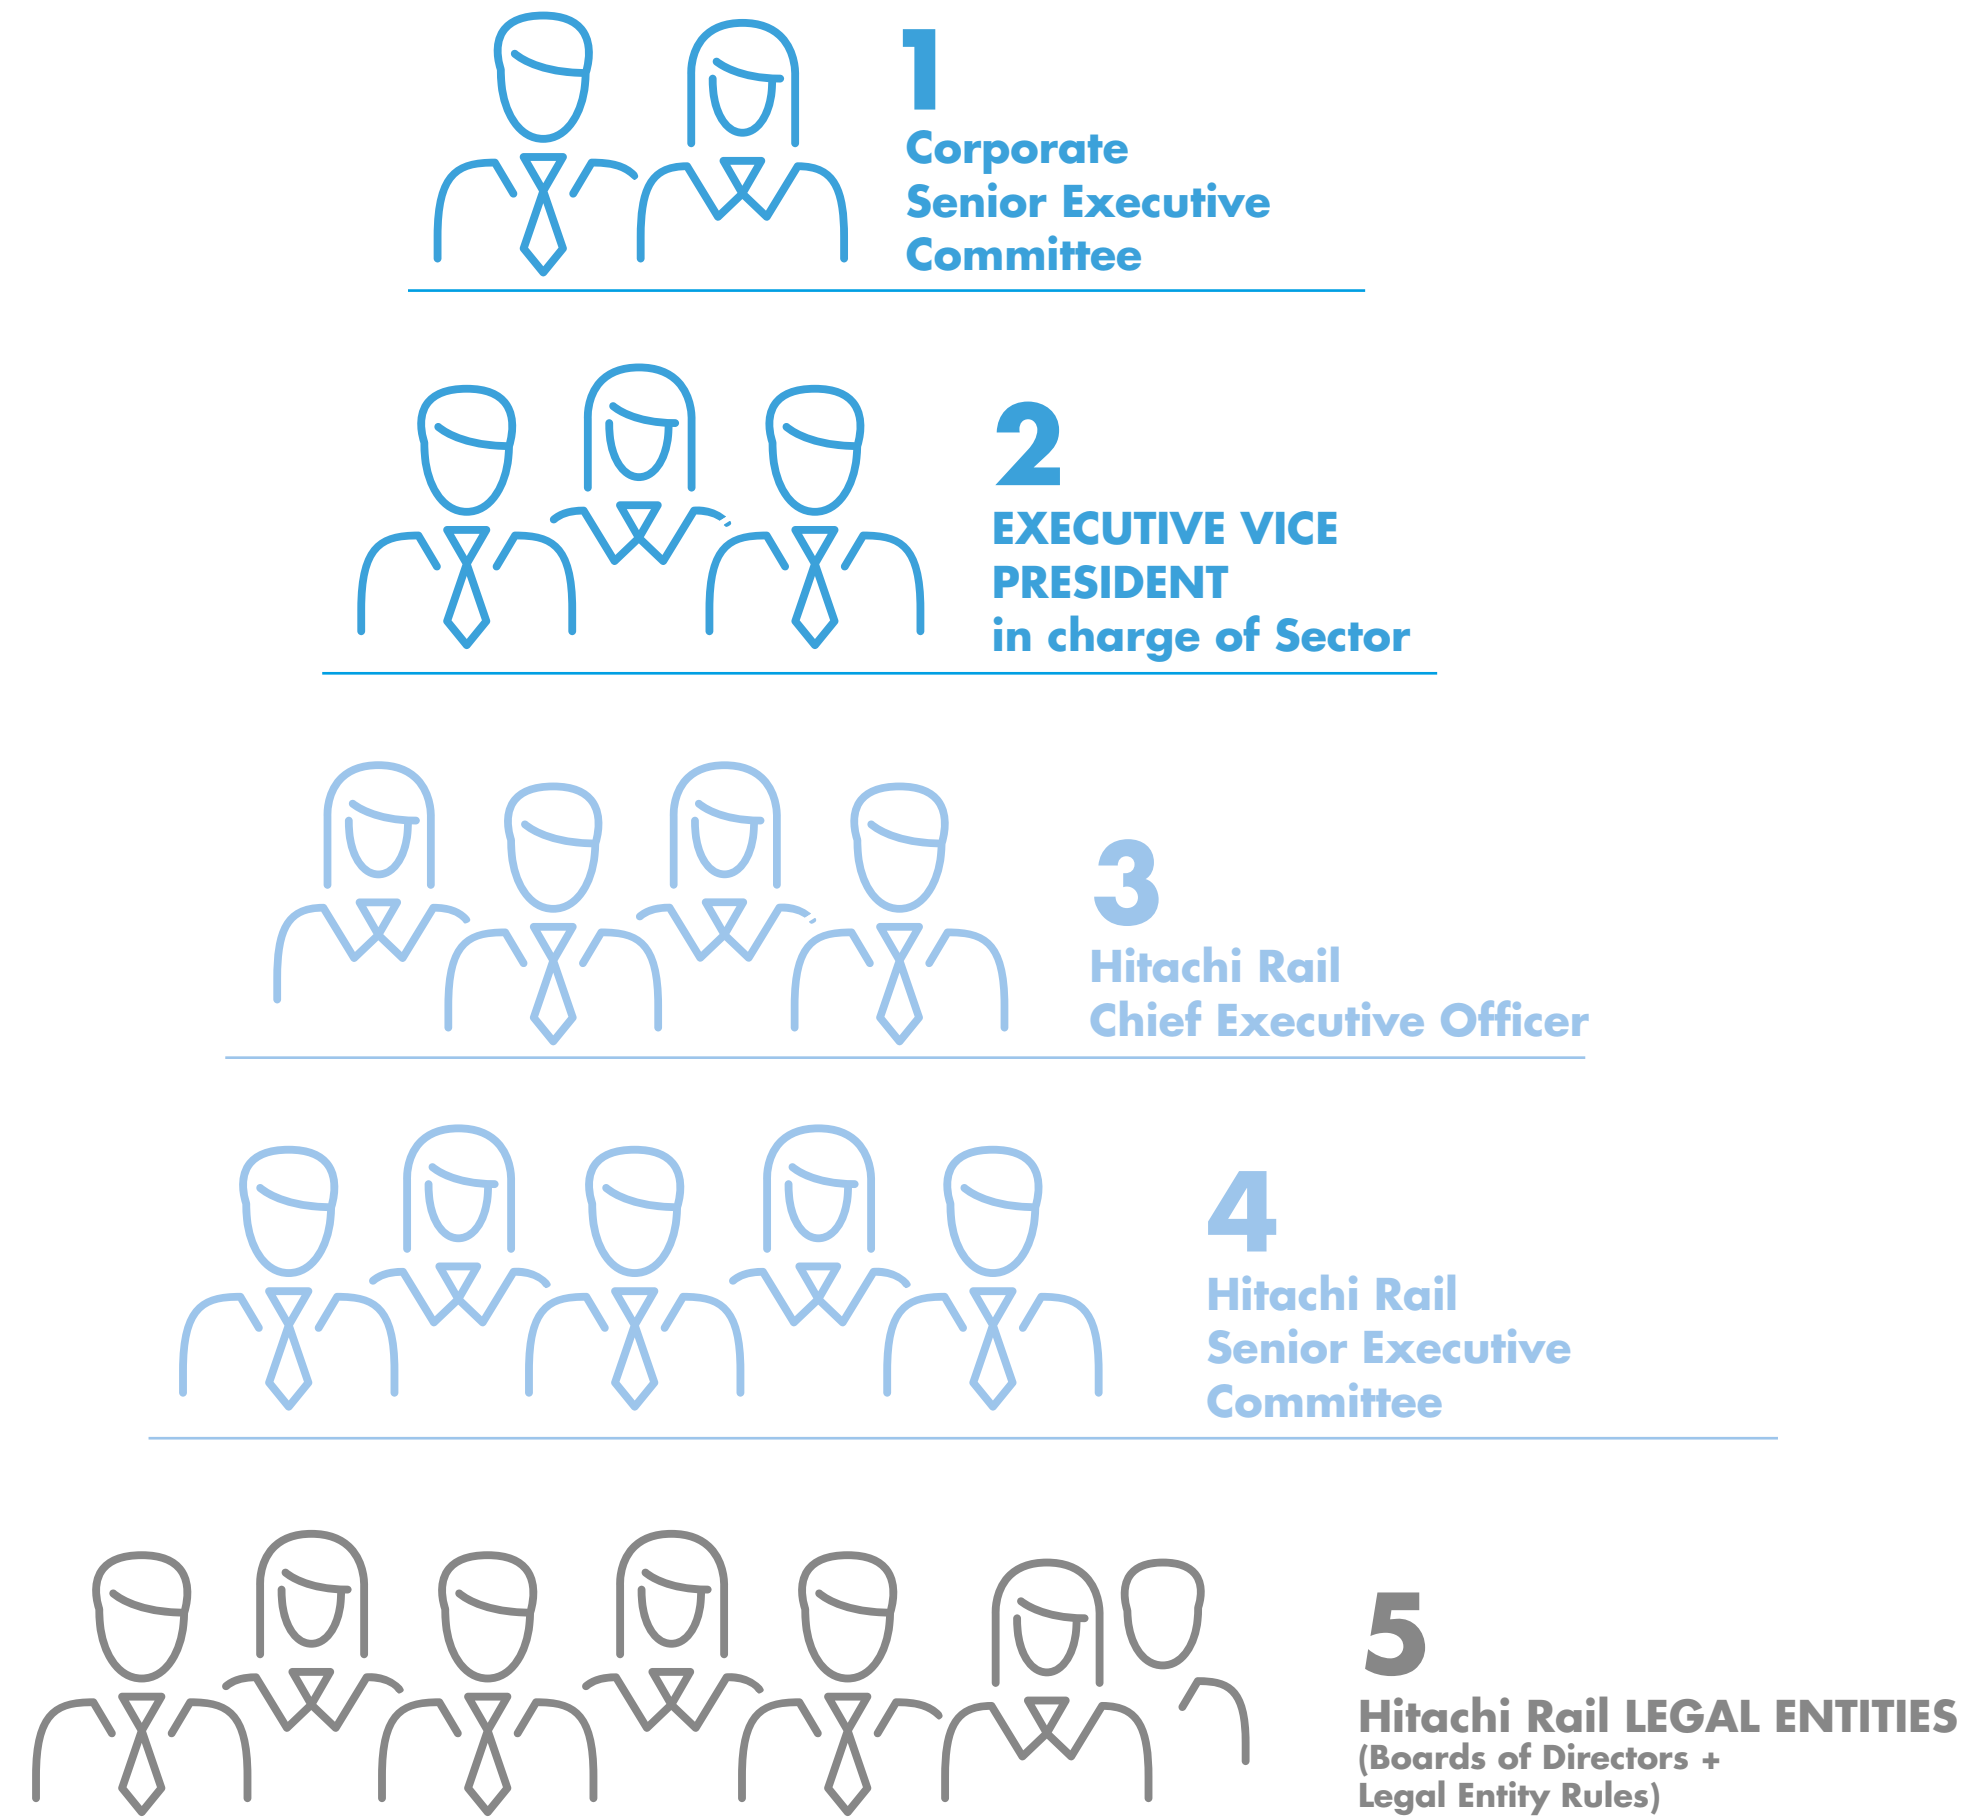 1
Corporate
Senior Executive
Committee
2
EXECUTIVE VICE
PRESIDENT
in charge of Sector
3
Hitachi Rail
Chief Executive Officer
4
Hitachi Rail
Senior Executive
Committee
5
Hitachi Rail LEGAL ENTITIES
(Boards of Directors +
Legal Entity Rules)